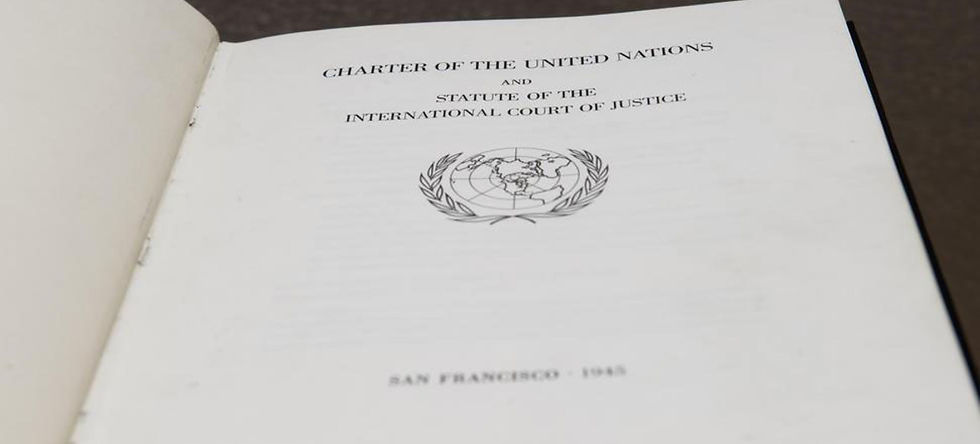 CHARTER OF THE UNITED NATIONS
AND
STATUTE OF THE
INTERNATIONAL COURT OF JUSTICE
SAN FRANCISCO · 1945